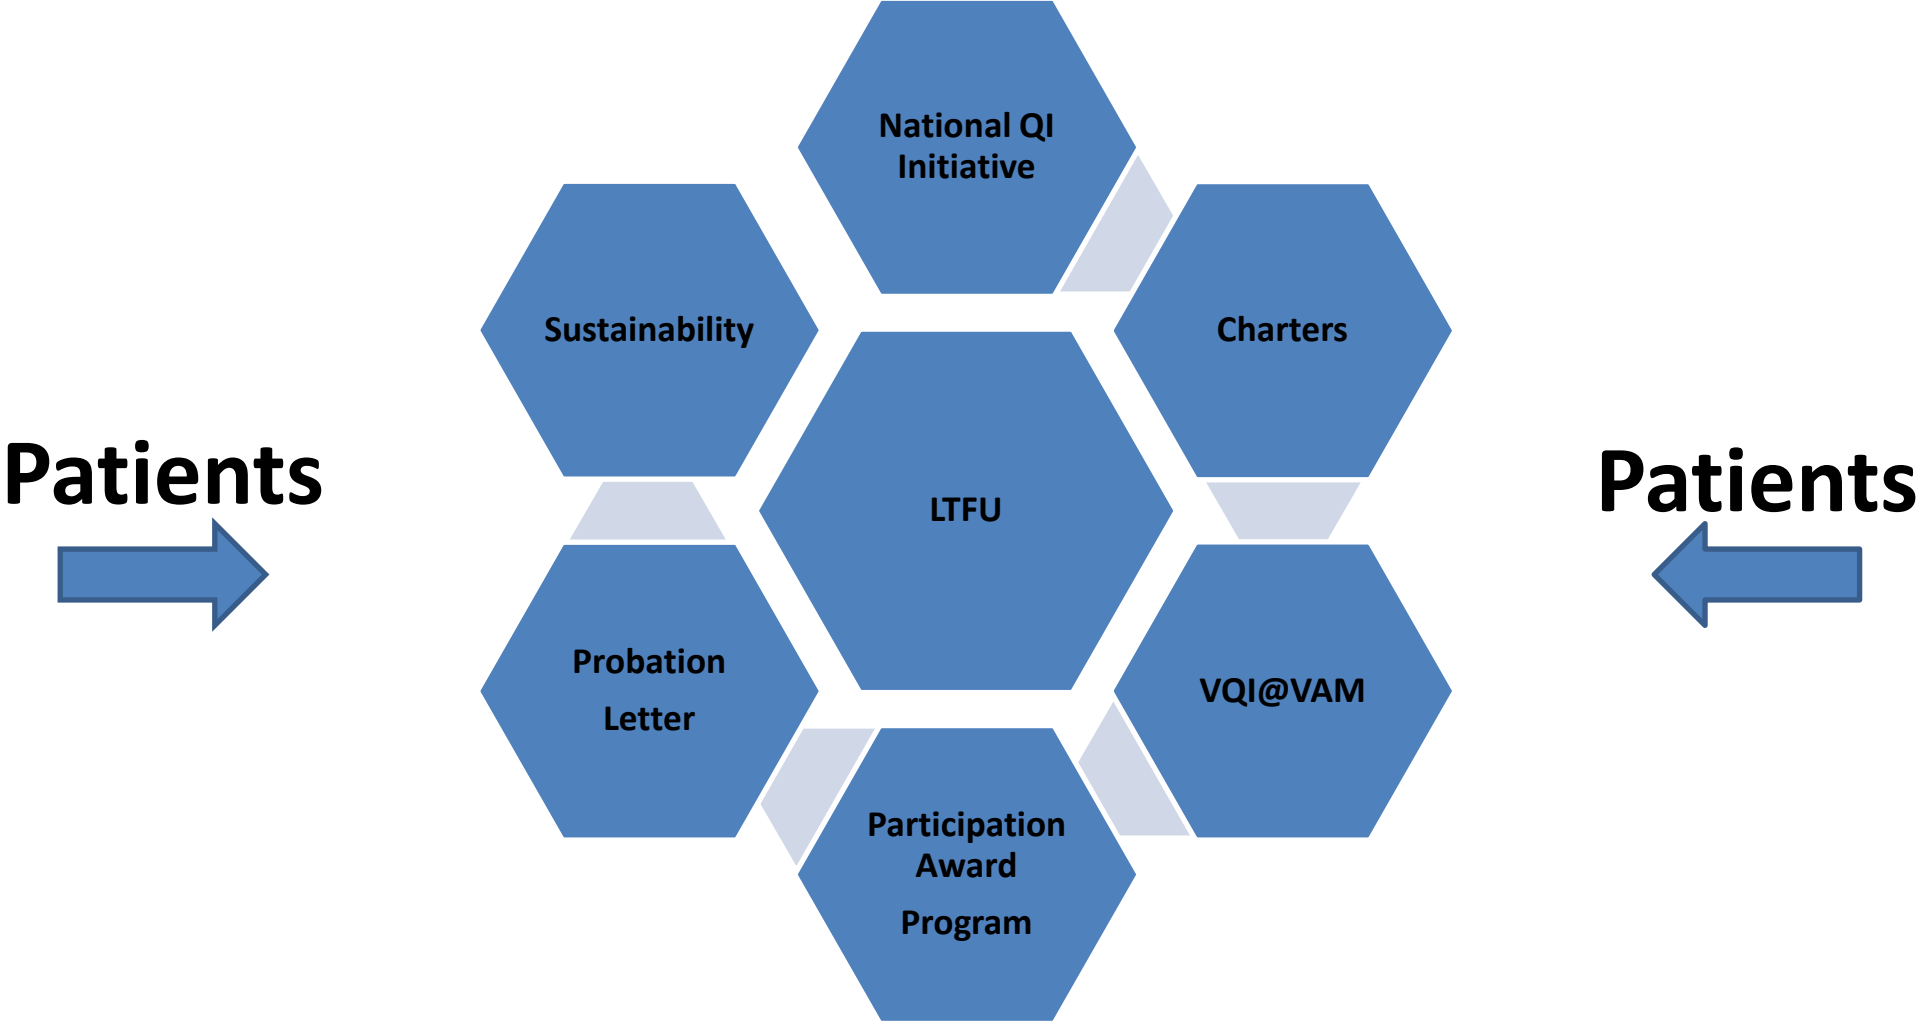 National QI
Initiative
Sustainability
Charters
Patients
Patients
LTFU
Probation
Letter
VQI@VAM
Participation
Award
Program